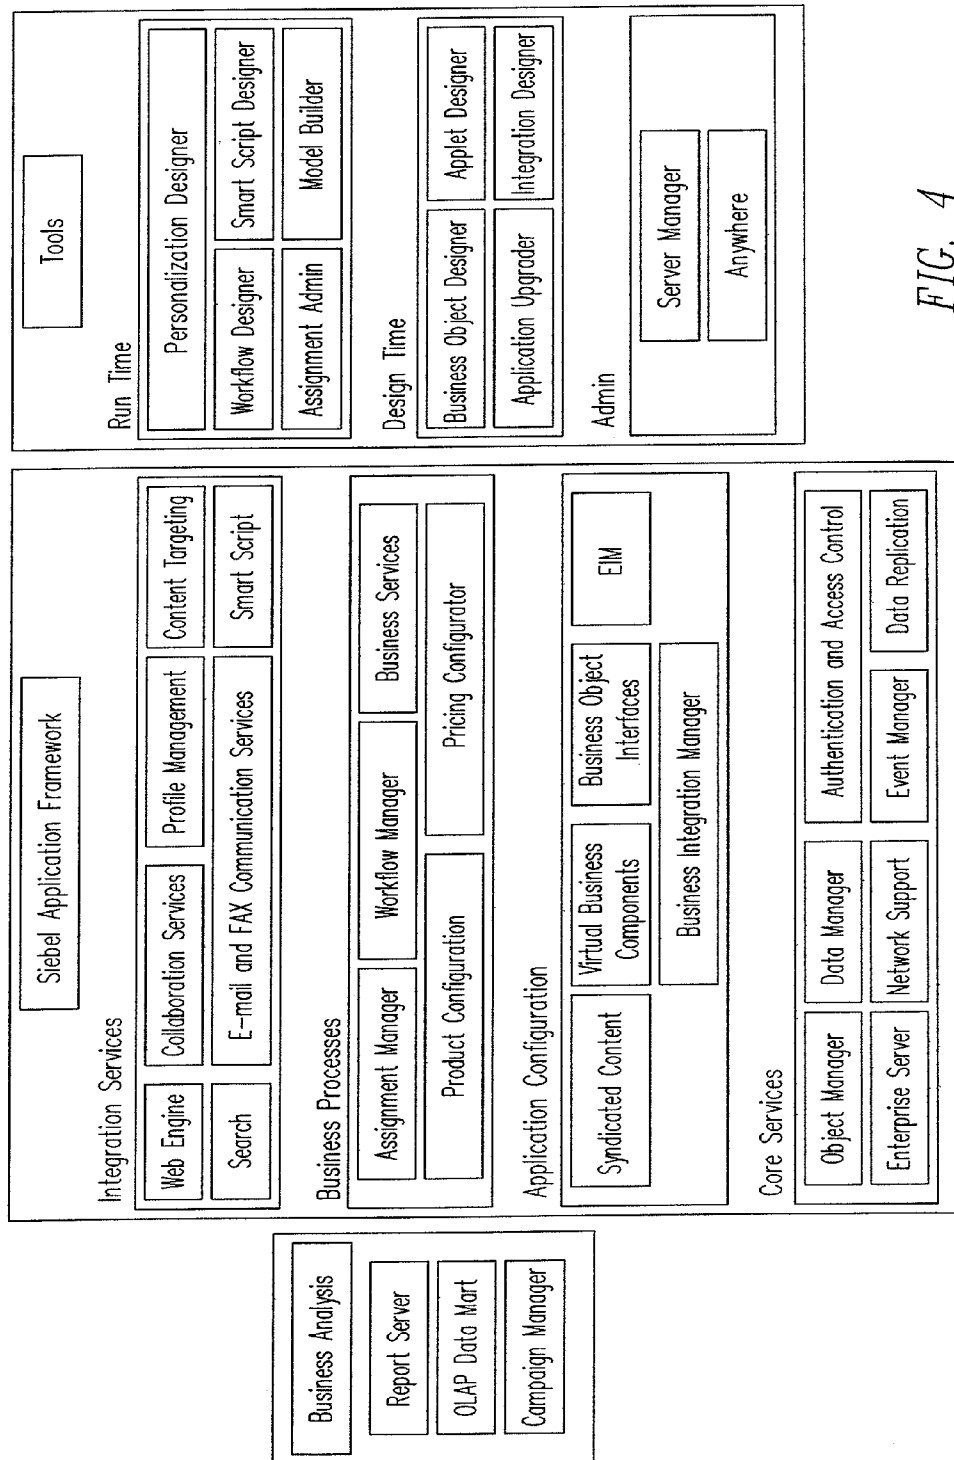 Business Analysis
Report Server
OLAP Data Mart
Campaign Manager
Siebel Application Framework
Integration Services
Web Engine
Collaboration Services
Profile Management
Content Targeting
Search
E-mail and FAX Communication Services
Smart Script
Business Processes
Assignment Manager
Workflow Manager
Business Services
Product Configuration
Pricing Configurator
Application Configuration
Syndicated Content
Virtual Business
Components
Business Object
Interfaces
EIM
Business Integration Manager
Core Services
Object Manager
Data Manager
Authentication and Access Control
Enterprise Server
Network Support
Event Manager
Data Replication
Tools
Run Time
Personalization Designer
Workflow Designer
Smart Script Designer
Assignment Admin
Model Builder
Design Time
Business Object Designer
Applet Designer
Application Upgrader
Integration Designer
Admin
Server Manager
Anywhere
FIG. 4